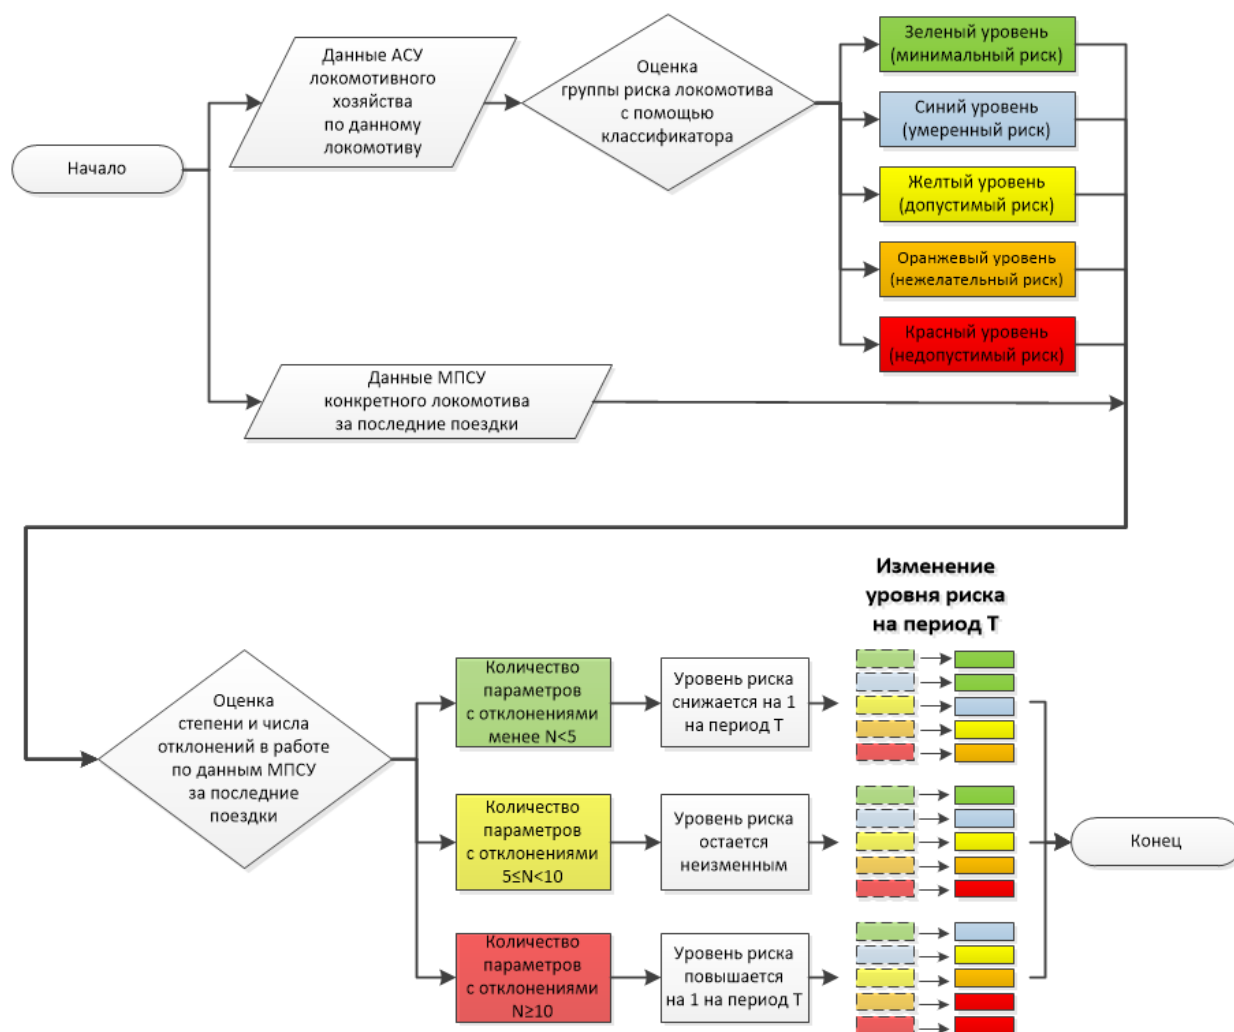 Начало
Данные АСУ
локомотивного
хозяйства
по данному
локомотиву
Оценка
группы риска локомотива
с помощью
классификатора
Зеленый уровень
(минимальный риск)
Синий уровень
(умеренный риск)
Желтый уровень
(допустимый риск)
Оранжевый уровень
(нежелательный риск)
Красный уровень
(недопустимый риск)
Данные МПСУ
конкретного локомотива
за последние поездки
Изменение
уровня риска
на период Т
Оценка
степени и числа
отклонений в работе
по данным МПСУ
за последние
поездки
Количество
параметров
с отклонениями
менее N<5
Уровень риска
снижается на 1
на период Т
Количество
параметров
с отклонениями
5≤N<10
Уровень риска
остается
неизменным
Количество
параметров
с отклонениями
N≥10
Уровень риска
повышается
на 1 на период Т
Конец